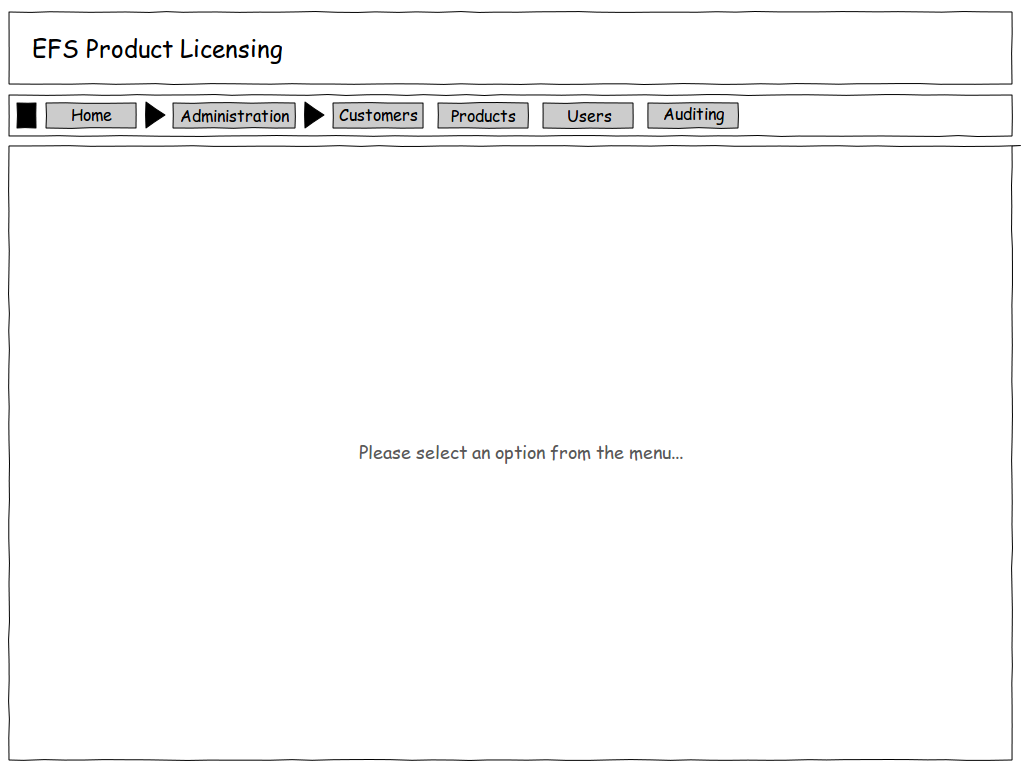 EFS Product Licensing
Home Administration Customers Products Users Auditing
Please select an option from the menu...